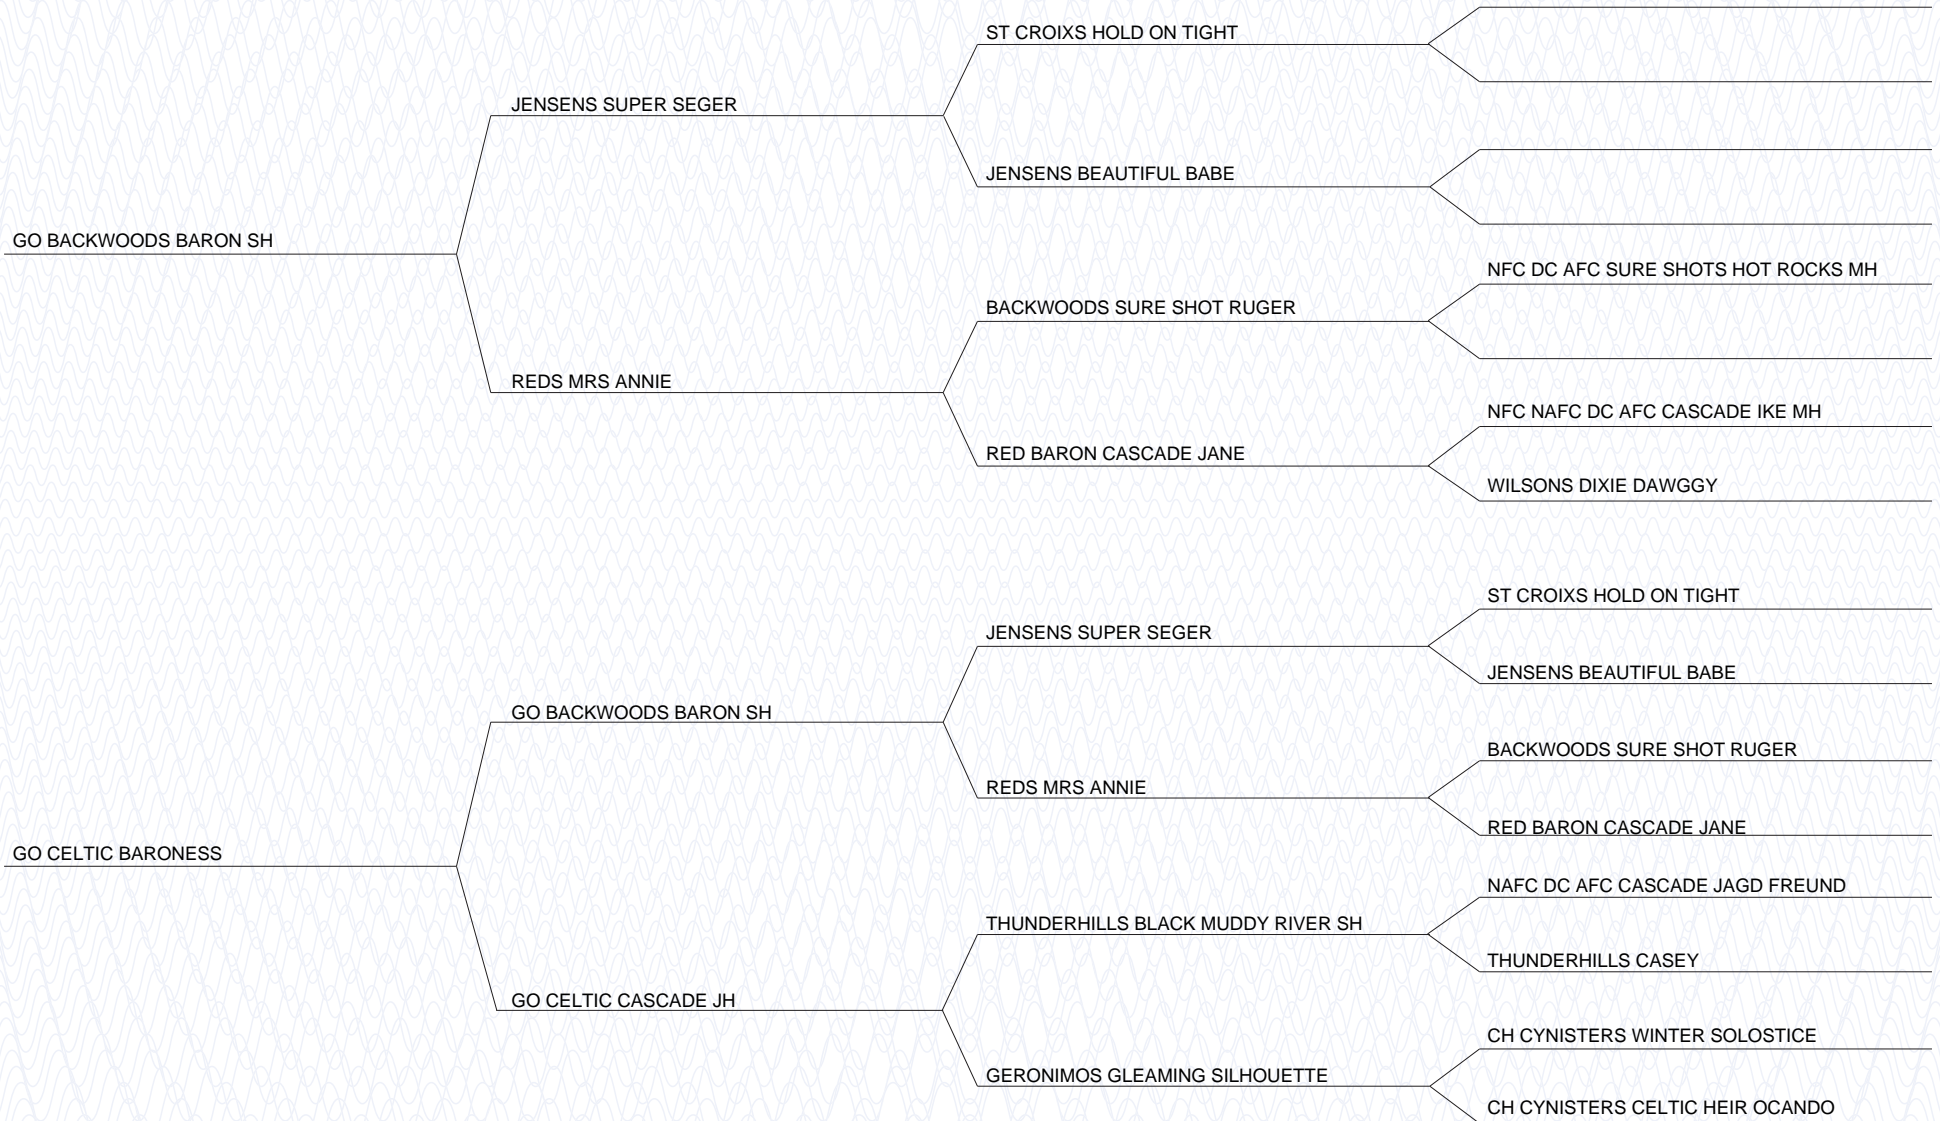 ST CROIXS HOLD ON TIGHT
JENSENS SUPER SEGER
JENSENS BEAUTIFUL BABE
GO BACKWOODS BARON SH
NFC DC AFC SURE SHOTS HOT ROCKS MH
BACKWOODS SURE SHOT RUGER
REDS MRS ANNIE
NFC NAFC DC AFC CASCADE IKE MH
RED BARON CASCADE JANE
WILSONS DIXIE DAWGGY
ST CROIXS HOLD ON TIGHT
JENSENS SUPER SEGER
JENSENS BEAUTIFUL BABE
GO BACKWOODS BARON SH
BACKWOODS SURE SHOT RUGER
REDS MRS ANNIE
RED BARON CASCADE JANE
GO CELTIC BARONESS
NAFC DC AFC CASCADE JAGD FREUND
THUNDERHILLS BLACK MUDDY RIVER SH
THUNDERHILLS CASEY
GO CELTIC CASCADE JH
CH CYNISTERS WINTER SOLOSTICE
GERONIMOS GLEAMING SILHOUETTE
CH CYNISTERS CELTIC HEIR OCANDO